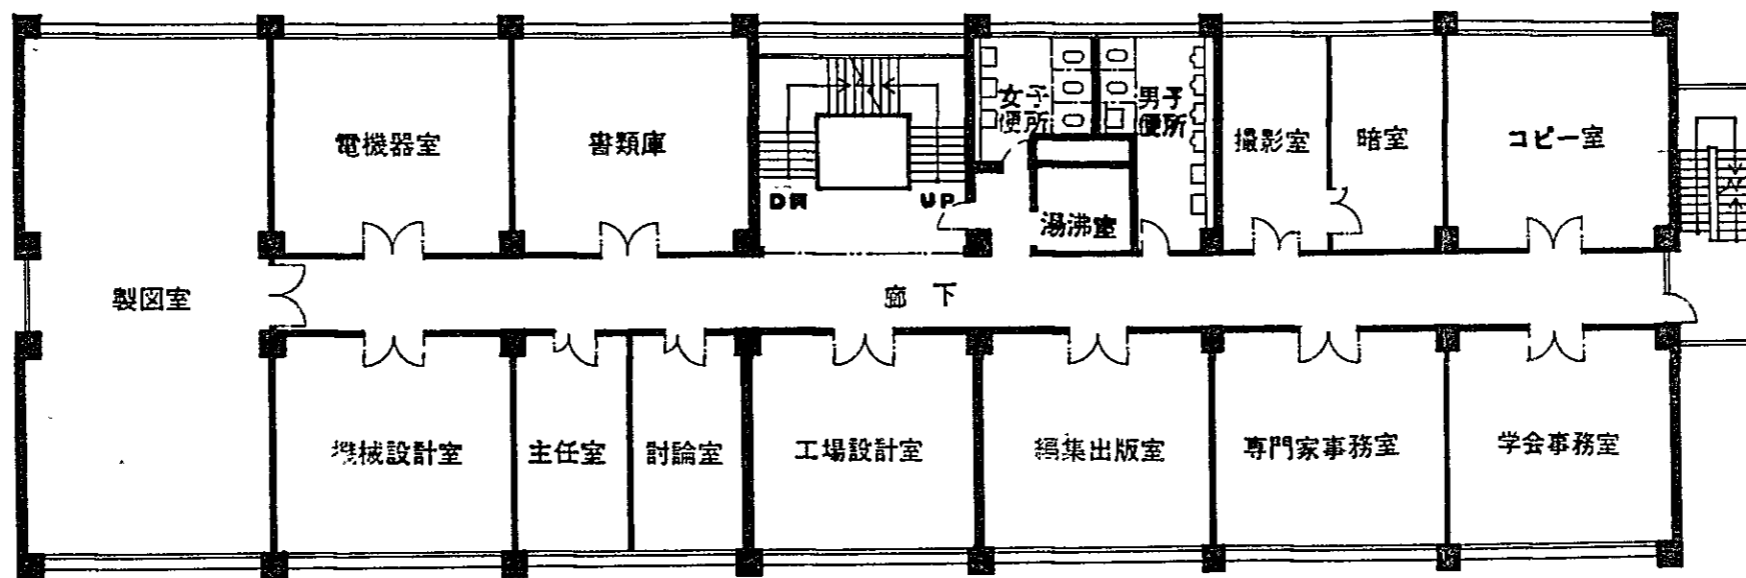 電機器室
書類庫
DN
UP
女子
便所
男子
便所
湯沸室
撮影室
暗室
コピー室
製図室
廊下
機械設計室
主任室
討論室
工場設計室
編集出版室
専門家事務室
学会事務室